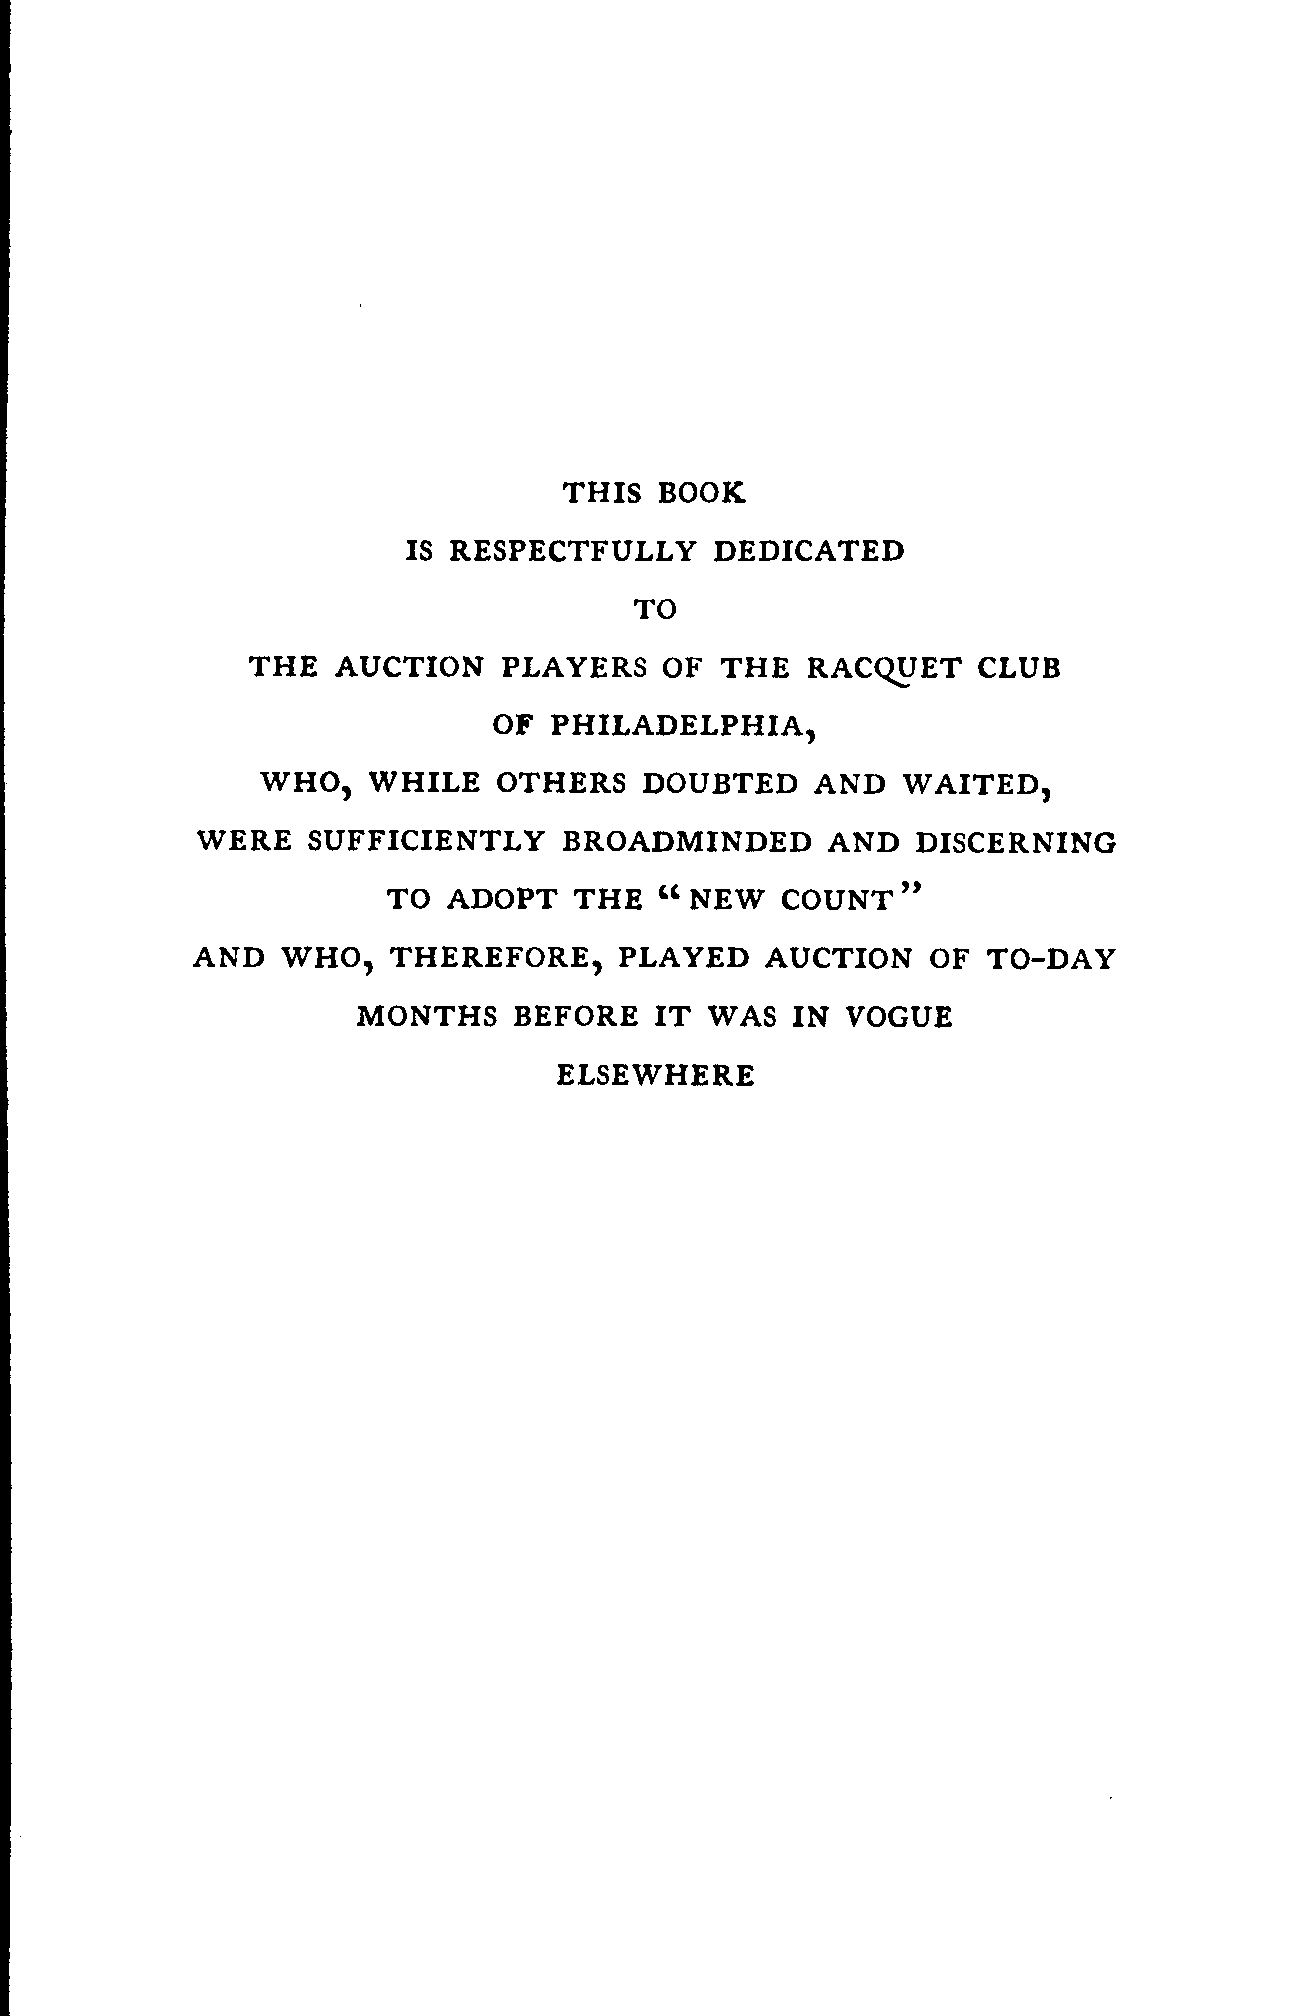 THIS BOOK
IS RESPECTFULLY DEDICATED
TO
THE AUCTION PLAYERS OF THE RACQUET CLUB
OF PHILADELPHIA,
WHO, WHILE OTHERS DOUBTED AND WAITED,
WERE SUFFICIENTLY BROADMINDED AND DISCERNING
TO ADOPT THE “NEW COUNT”
AND WHO, THEREFORE, PLAYED AUCTION OF TO-DAY
MONTHS BEFORE IT WAS IN VOGUE
ELSEWHERE